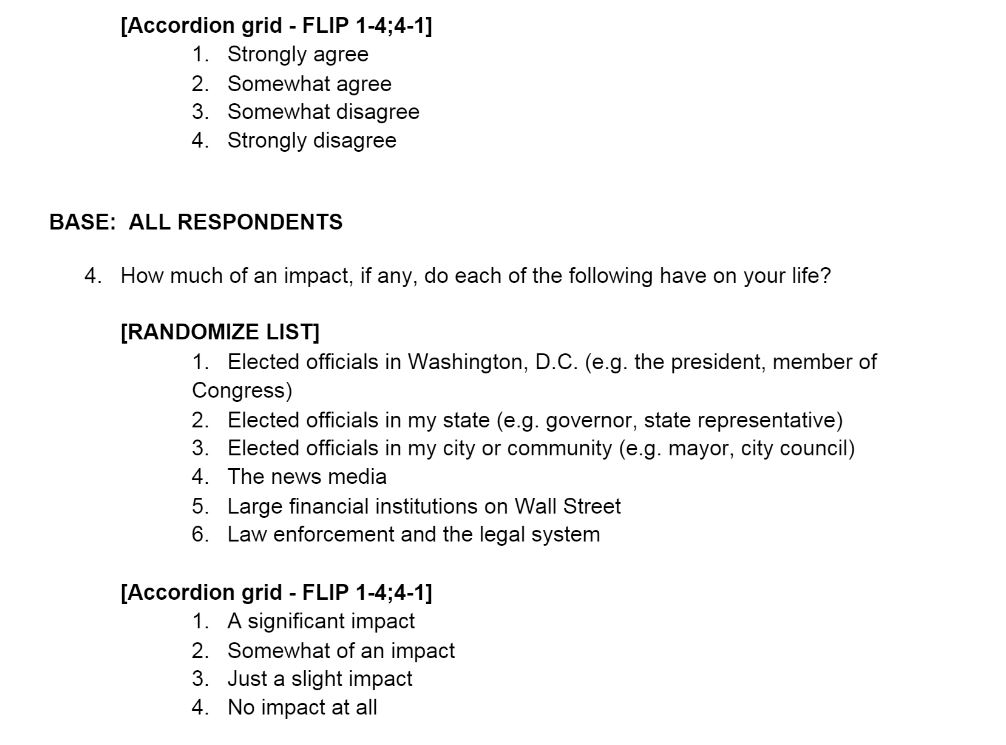 [Accordion grid - FLIP 1-4;4-1]
1. Strongly agree
2. Somewhat agree
3. Somewhat disagree
4. Strongly disagree
BASE: ALL RESPONDENTS
4. How much of an impact, if any, do each of the following have on your life?
[RANDOMIZE LIST]
1. Elected officials in Washington, D.C. (e.g. the president, member of
Congress)
2. Elected officials in my state (e.g. governor, state representative)
3. Elected officials in my city or community (e.g. mayor, city council)
4. The news media
5. Large financial institutions on Wall Street
6. Law enforcement and the legal system
[Accordion grid - FLIP 1-4;4-1]
1. A significant impact
2. Somewhat of an impact
3. Just a slight impact
4. No impact at all